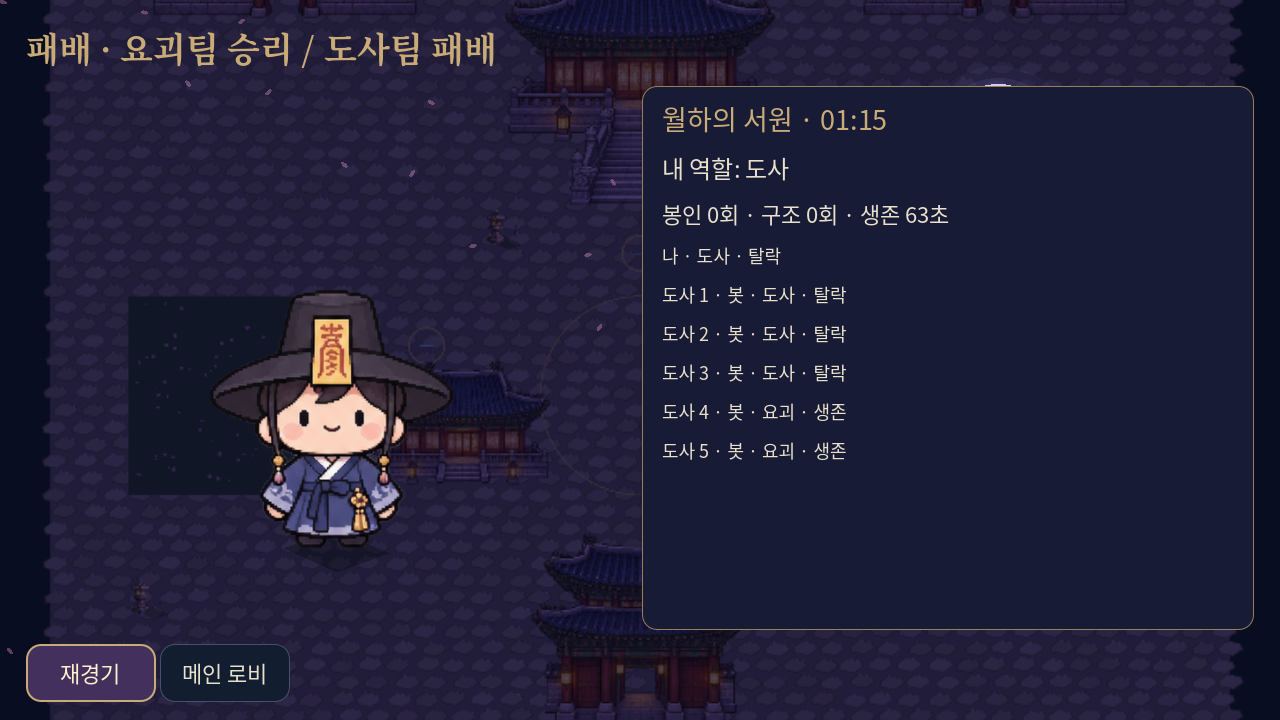 패배 · 요괴팀 승리 / 도사팀 패배
월하의 서원 · 01:15
내 역할: 도사
봉인 0회 · 구조 0회 · 생존 63초
나 · 도사 · 탈락
도사 1 · 봇 · 도사 · 탈락
도사 2 · 봇 · 도사 · 탈락
도사 3 · 봇 · 도사 · 탈락
도사 4 · 봇 · 요괴 · 생존
도사 5 · 봇 · 요괴 · 생존
재경기
메인 로비